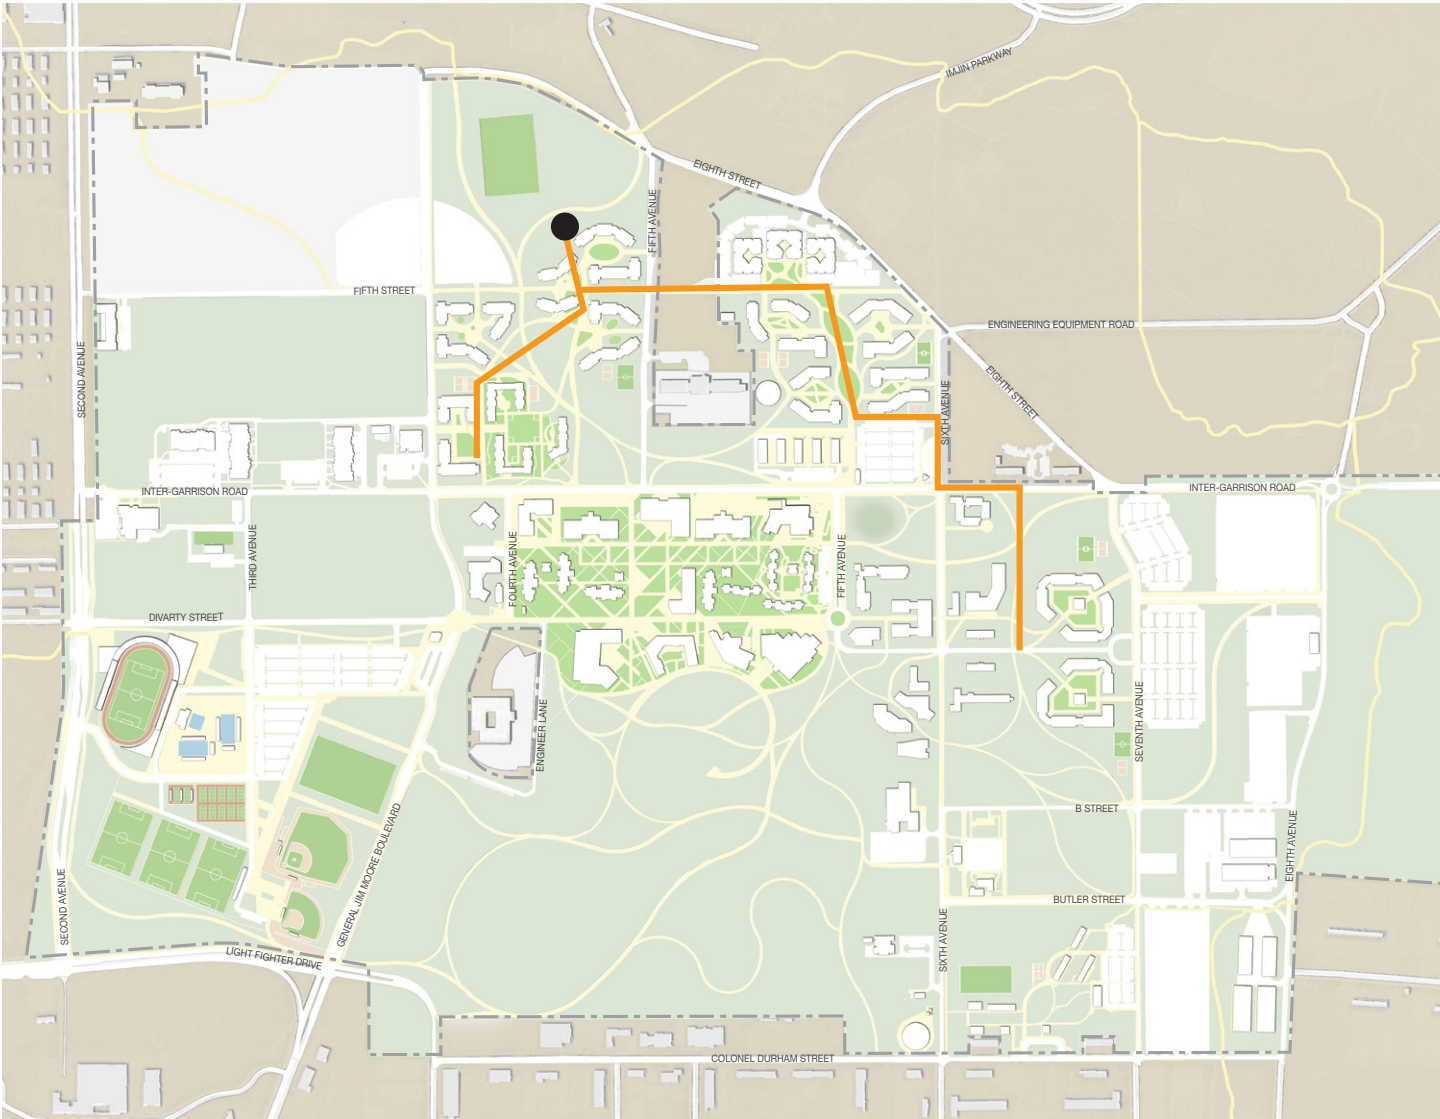 IMJIN PARKWAY
EIGHTH STREET
FIFTH AVENUE
FIFTH STREET
ENGINEERING EQUIPMENT ROAD
SECOND AVENUE
EIGHTH STREET
SIXTH AVENUE
INTER-GARRISON ROAD
INTER-GARRISON ROAD
THIRD AVENUE
FOURTH AVENUE
FIFTH AVENUE
DIVARTY STREET
ENGINEER LANE
SEVENTH AVENUE
GENERAL JIM MOORE BOULEVARD
B STREET
EIGHTH AVENUE
SECOND AVENUE
BUTLER STREET
SIXTH AVENUE
LIGHT FIGHTER DRIVE
COLONEL DURHAM STREET